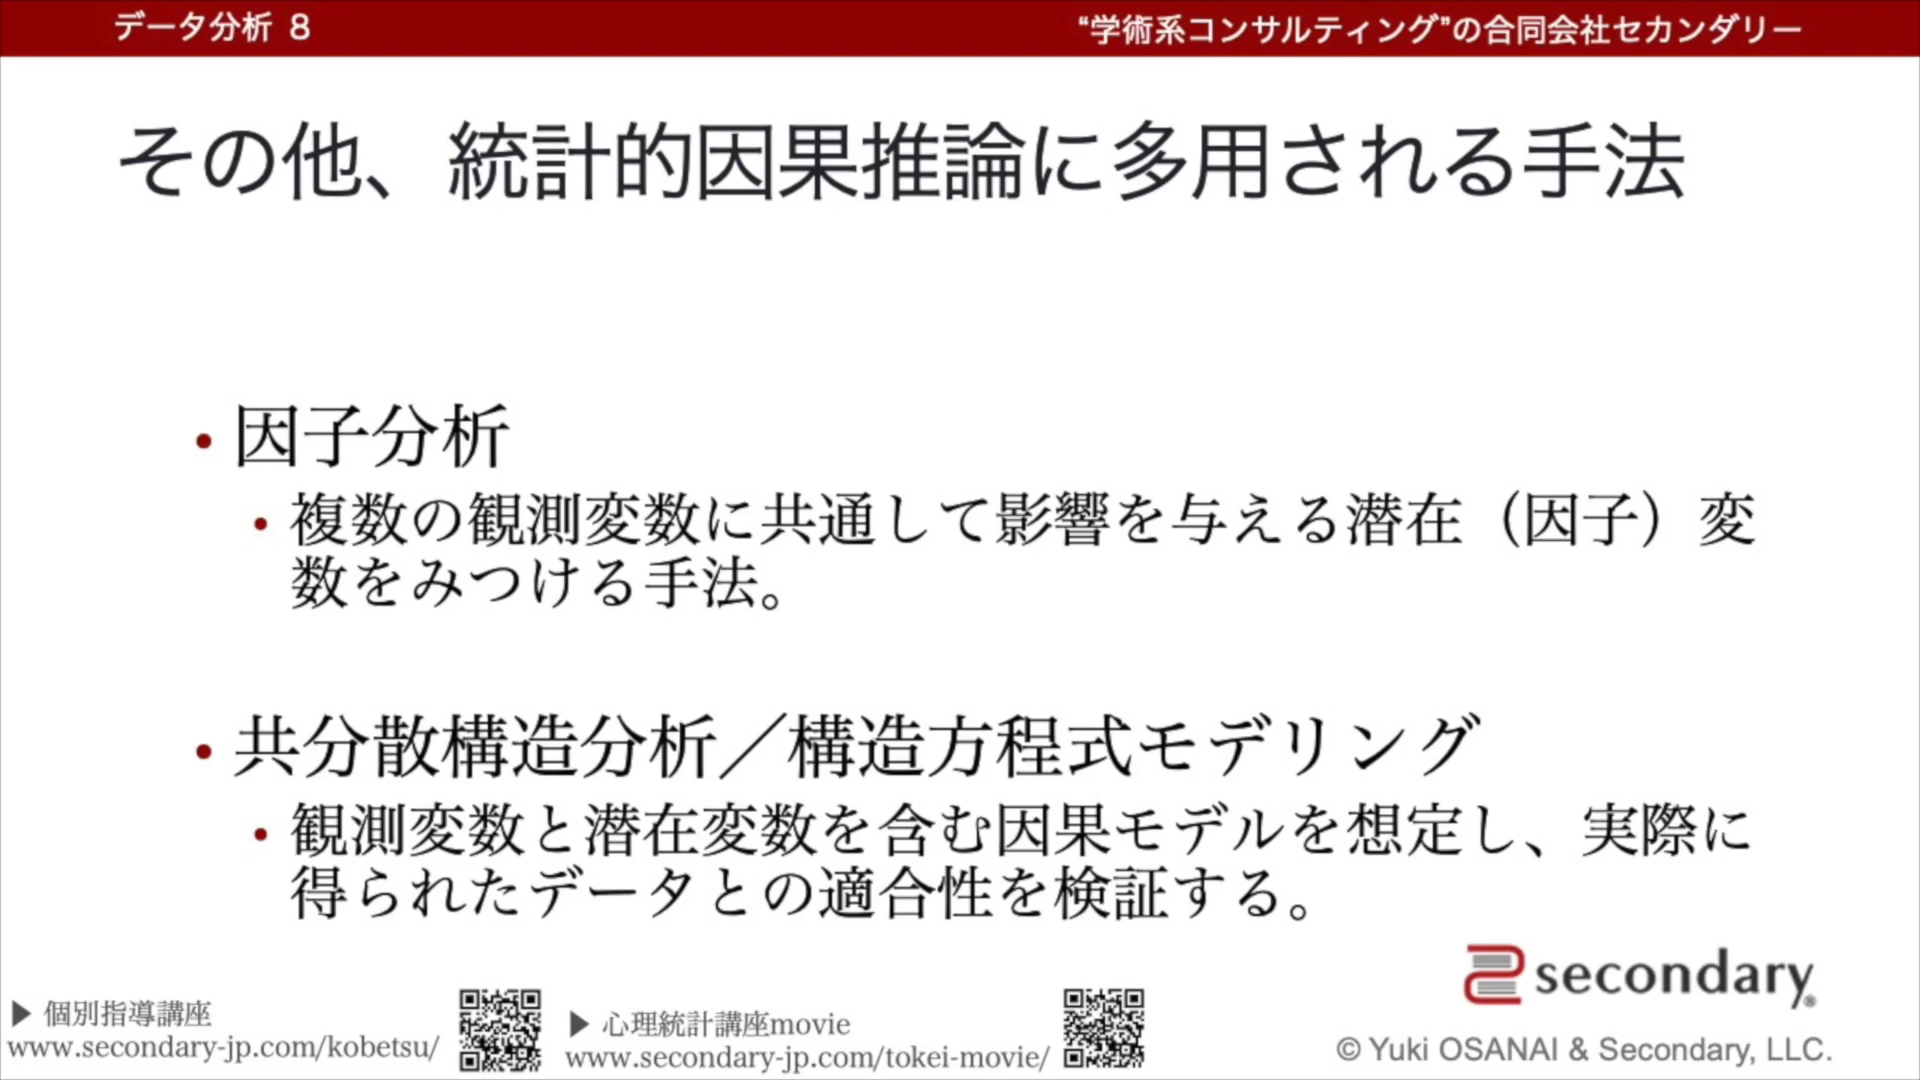 データ分析 8
“学術系コンサルティング”の合同会社セカンダリー
その他、統計的因果推論に多用される手法
• 因子分析
• 複数の観測変数に共通して影響を与える潜在（因子）変
数をみつける手法。
• 共分散構造分析／構造方程式モデリング
• 観測変数と潜在変数を含む因果モデルを想定し、実際に
得られたデータとの適合性を検証する。
secondary®
▶ 個別指導講座
www.secondary-jp.com/kobetsu/
▶ 心理統計講座movie
www.secondary-jp.com/tokei-movie/
© Yuki OSANAI & Secondary, LLC.